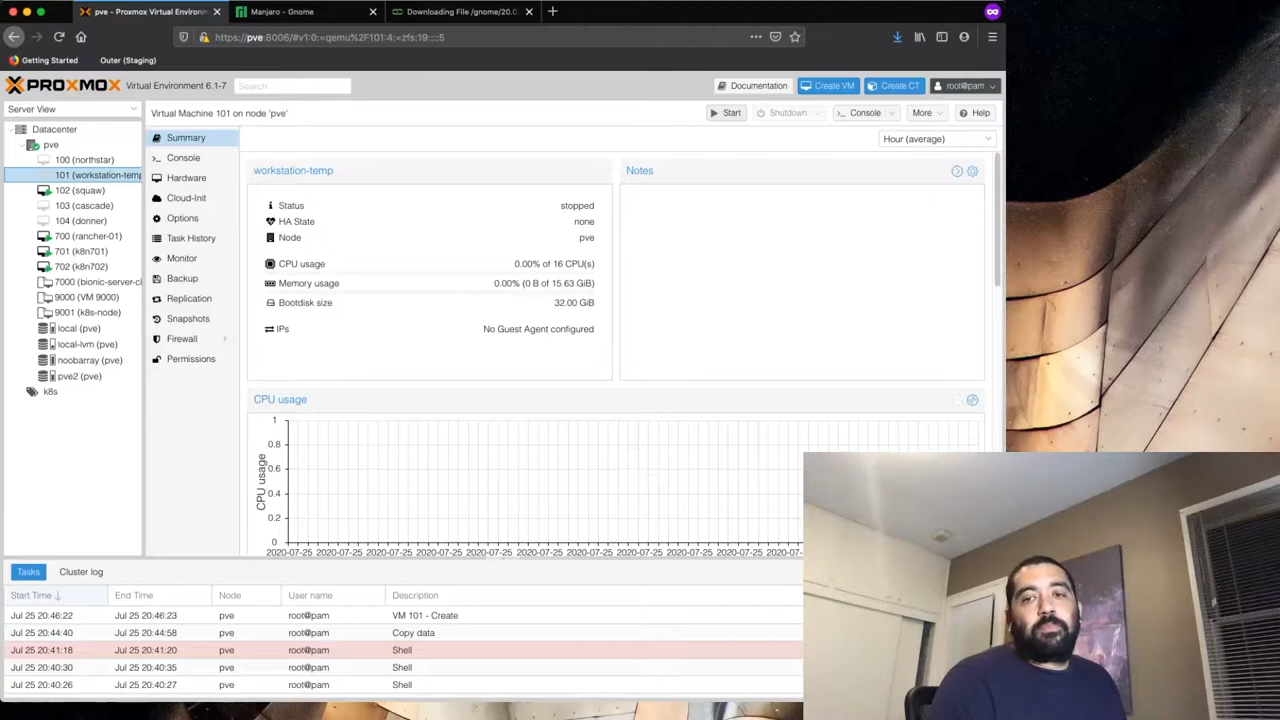 pve - Proxmox Virtual Environm
Manjaro - Gnome
Downloading File /gnome/20.0.
https://pve:8006/#v1:0:=qemu%2F101:4:=zfs:19::::5
Getting Started
Outer (Staging)
PROXMOX Virtual Environment 6.1-7
Search
Documentation
Create VM
Create CT
root@pam
Server View
Virtual Machine 101 on node 'pve'
Start
Shutdown
Console
More
Help
Datacenter
pve
100 (northstar)
101 (workstation-temp
102 (squaw)
103 (cascade)
104 (donner)
700 (rancher-01)
701 (k8n701)
702 (k8n702)
7000 (bionic-server-cl
9000 (VM 9000)
9001 (k8s-node)
local (pve)
local-lvm (pve)
noobarray (pve)
pve2 (pve)
k8s
Summary
Console
Hardware
Cloud-Init
Options
Task History
Monitor
Backup
Replication
Snapshots
Firewall
Permissions
Hour (average)
workstation-temp
Status stopped
HA State none
Node pve
CPU usage 0.00% of 16 CPU(s)
Memory usage 0.00% (0 B of 15.63 GiB)
Bootdisk size 32.00 GiB
IPs No Guest Agent configured
Notes
CPU usage
CPU usage
1
0.8
0.6
0.4
0.2
0
2020-07-25 2020-07-25 2020-07-25 2020-07-25 2020-07-25 2020-07-25 2020-07-25 2020-07-25 2020-07-25 2020-07-25
Tasks
Cluster log
Start Time End Time Node User name Description
Jul 25 20:46:22 Jul 25 20:46:23 pve root@pam VM 101 - Create
Jul 25 20:44:40 Jul 25 20:44:58 pve root@pam Copy data
Jul 25 20:41:18 Jul 25 20:41:20 pve root@pam Shell
Jul 25 20:40:30 Jul 25 20:40:35 pve root@pam Shell
Jul 25 20:40:26 Jul 25 20:40:27 pve root@pam Shell